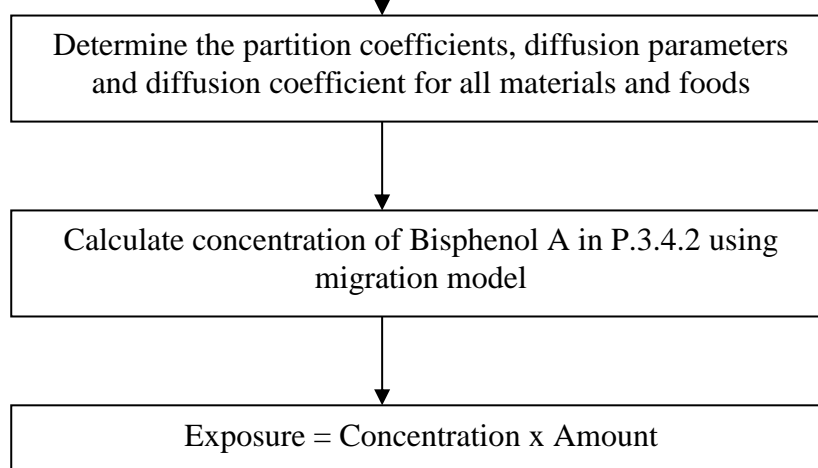 Determine the partition coefficients, diffusion parameters
and diffusion coefficient for all materials and foods
Calculate concentration of Bisphenol A in P.3.4.2 using
migration model
Exposure = Concentration x Amount